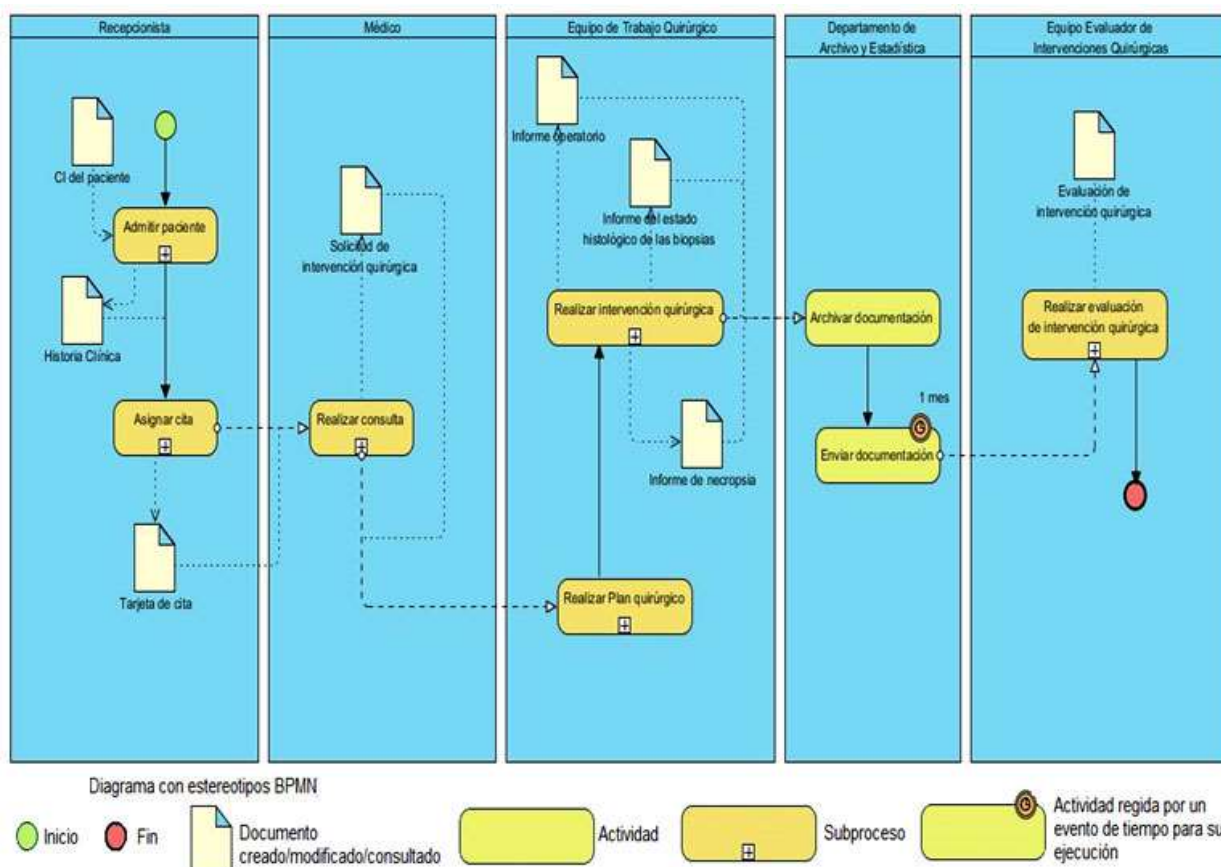 Recepcionista
Médico
Equipo de Trabajo Quirúrgico
Departamento de
Archivo y Estadística
Equipo Evaluador de
Intervenciones Quirúrgicas
CI del paciente
Admitir paciente
Historia Clínica
Asignar cita
Tarjeta de cita
Solicitud de
intervención quirúrgica
Realizar consulta
Informe operatorio
Informe del estado
histológico de las biopsias
Realizar intervención quirúrgica
Informe de necropsia
Realizar Plan quirúrgico
Archivar documentación
1 mes
Enviar documentación
Evaluación de
intervención quirúrgica
Realizar evaluación
de intervención quirúrgica
Diagrama con estereotipos BPMN
Inicio
Fin
Documento
creado/modificado/consultado
Actividad
Subproceso
Actividad regida por un
evento de tiempo para su
ejecución